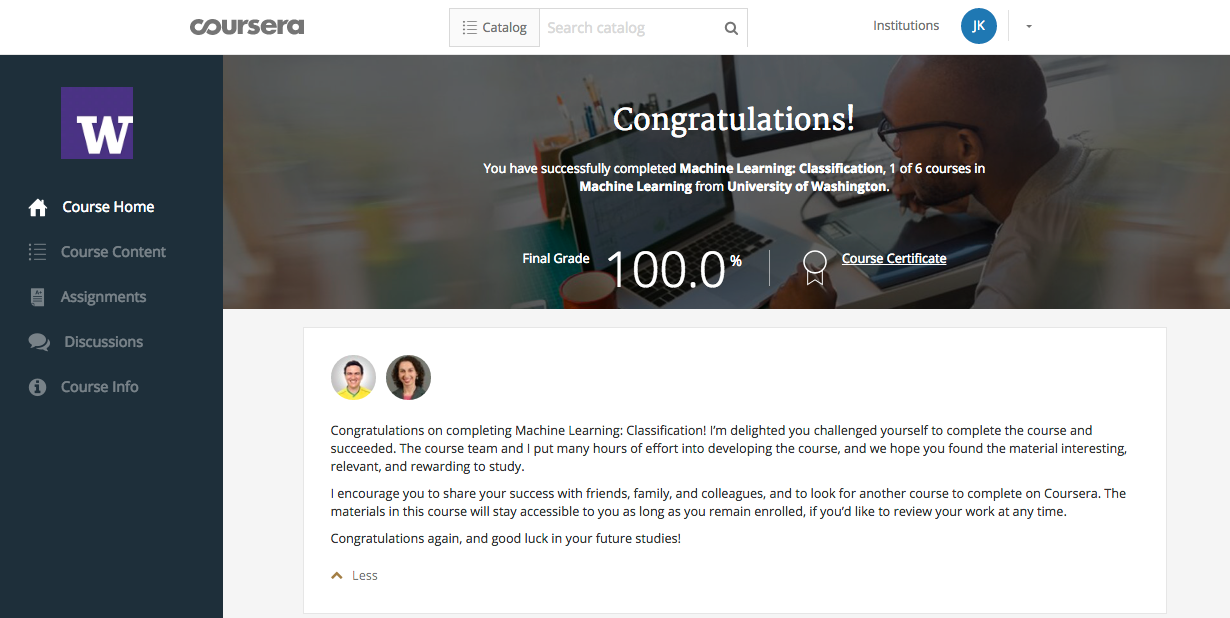 coursera
Catalog
Search catalog
Institutions
JK
W
Course Home
Course Content
Assignments
Discussions
Course Info
Congratulations!
You have successfully completed Machine Learning: Classification, 1 of 6 courses in
Machine Learning from University of Washington.
Final Grade
100.0 %
Course Certificate
Congratulations on completing Machine Learning: Classification! I’m delighted you challenged yourself to complete the course and
succeeded. The course team and I put many hours of effort into developing the course, and we hope you found the material interesting,
relevant, and rewarding to study.
I encourage you to share your success with friends, family, and colleagues, and to look for another course to complete on Coursera. The
materials in this course will stay accessible to you as long as you remain enrolled, if you’d like to review your work at any time.
Congratulations again, and good luck in your future studies!
Less